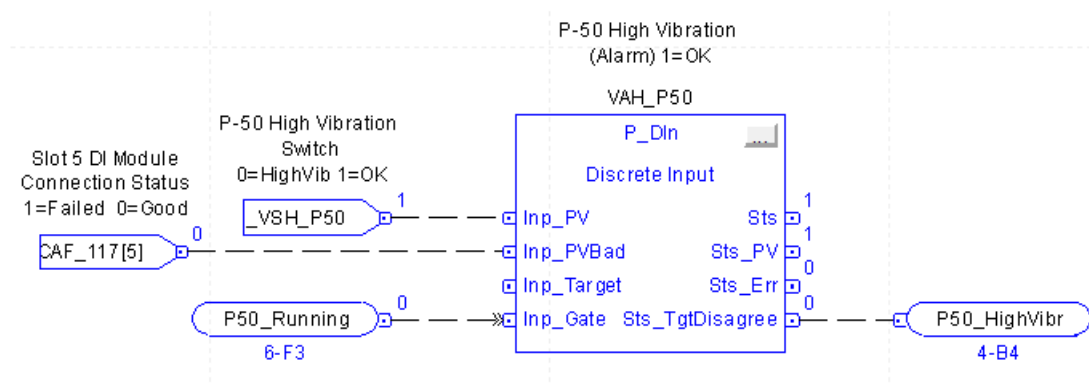 P-50 High Vibration
(Alarm) 1=OK
VAH_P50
P-50 High Vibration
Switch
0=HighVib 1=OK
Slot 5 DI Module
Connection Status
1=Failed 0=Good
P_DIn
...
Discrete Input
_VSH_P50
1
Inp_PV
Sts
1
CAF_117[5]
0
Inp_PVBad
Sts_PV
1
Inp_Target
Sts_Err
0
P50_Running
0
Inp_Gate
Sts_TgtDisagree
0
P50_HighVibr
6-F3
4-B4